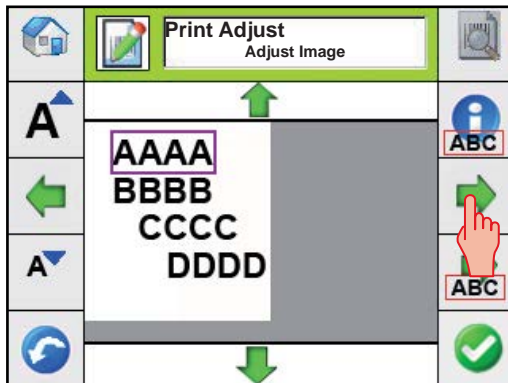 Print Adjust
Adjust Image
A
ABC
AAAA
BBBB
CCCC
DDDD
A
ABC